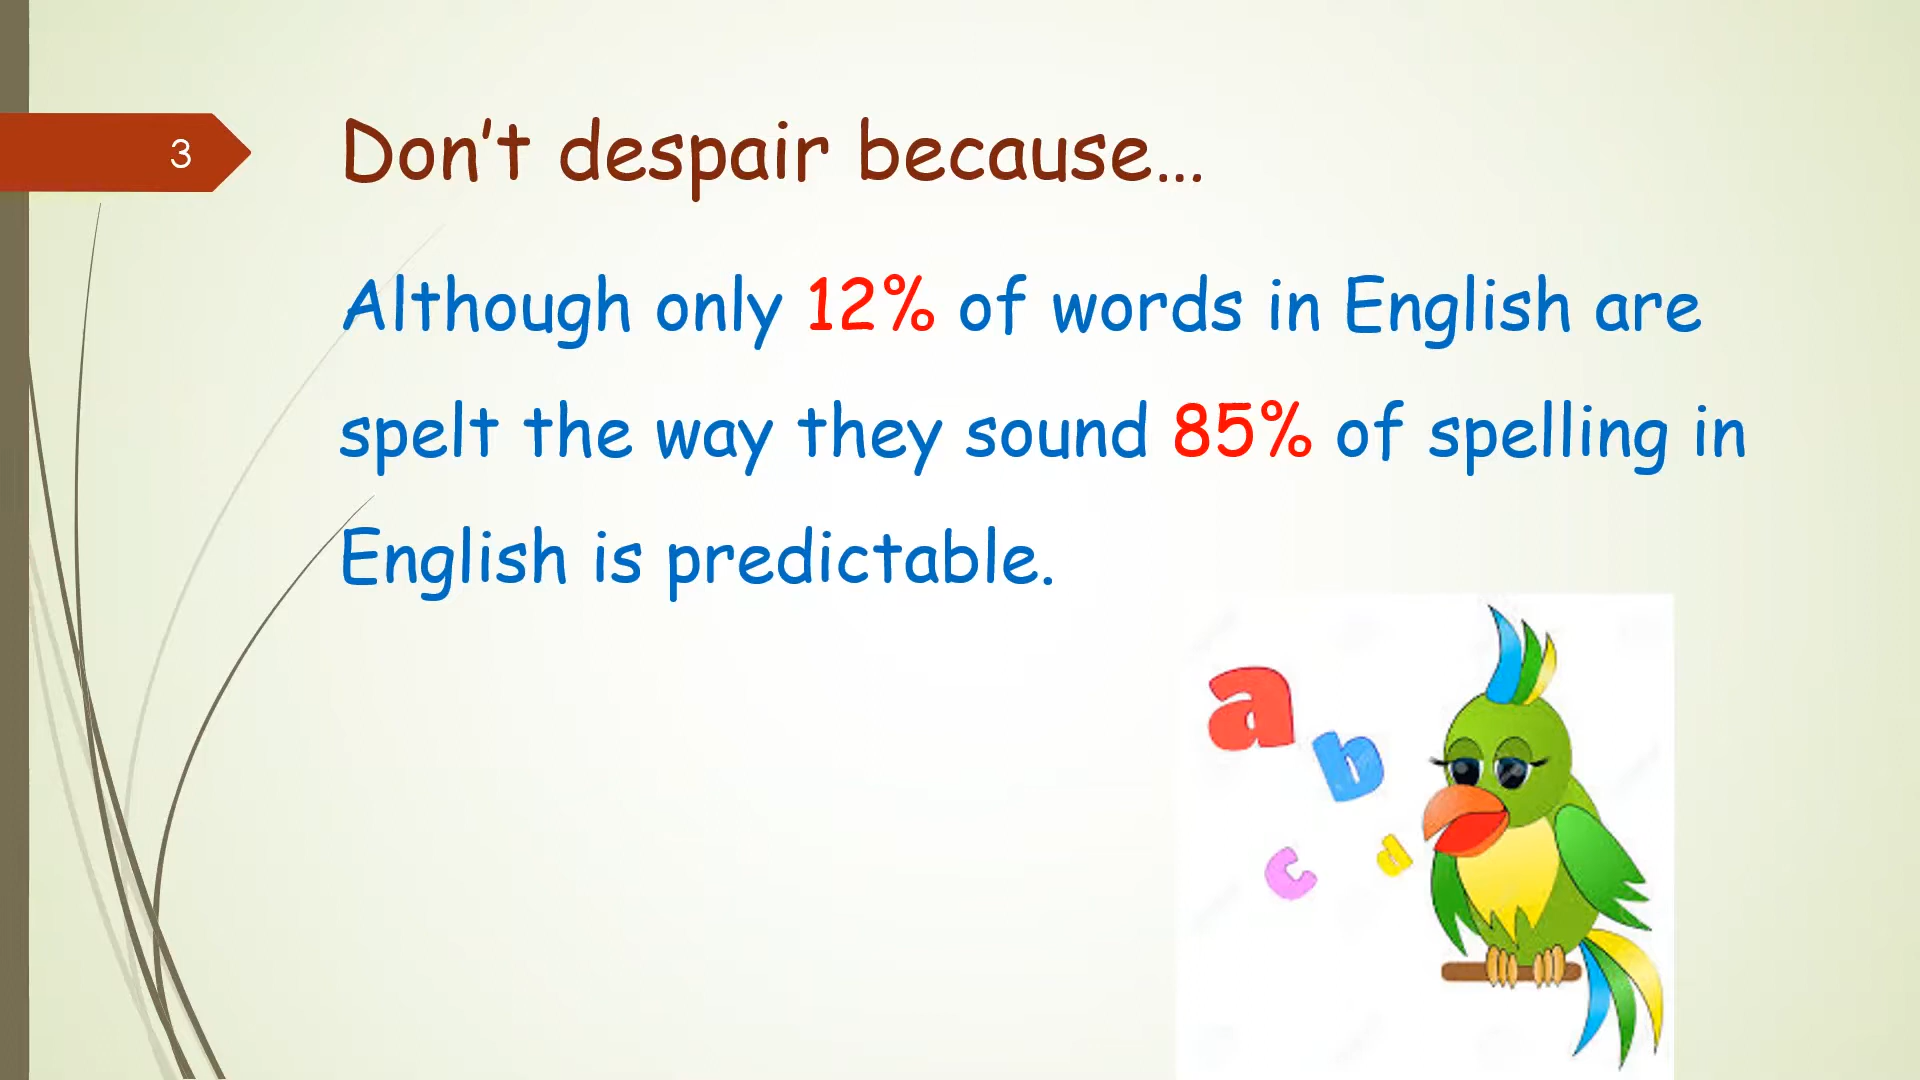 3
Don't despair because...
Although only 12% of words in English are
spelt the way they sound 85% of spelling in
English is predictable.
a
b
c
d